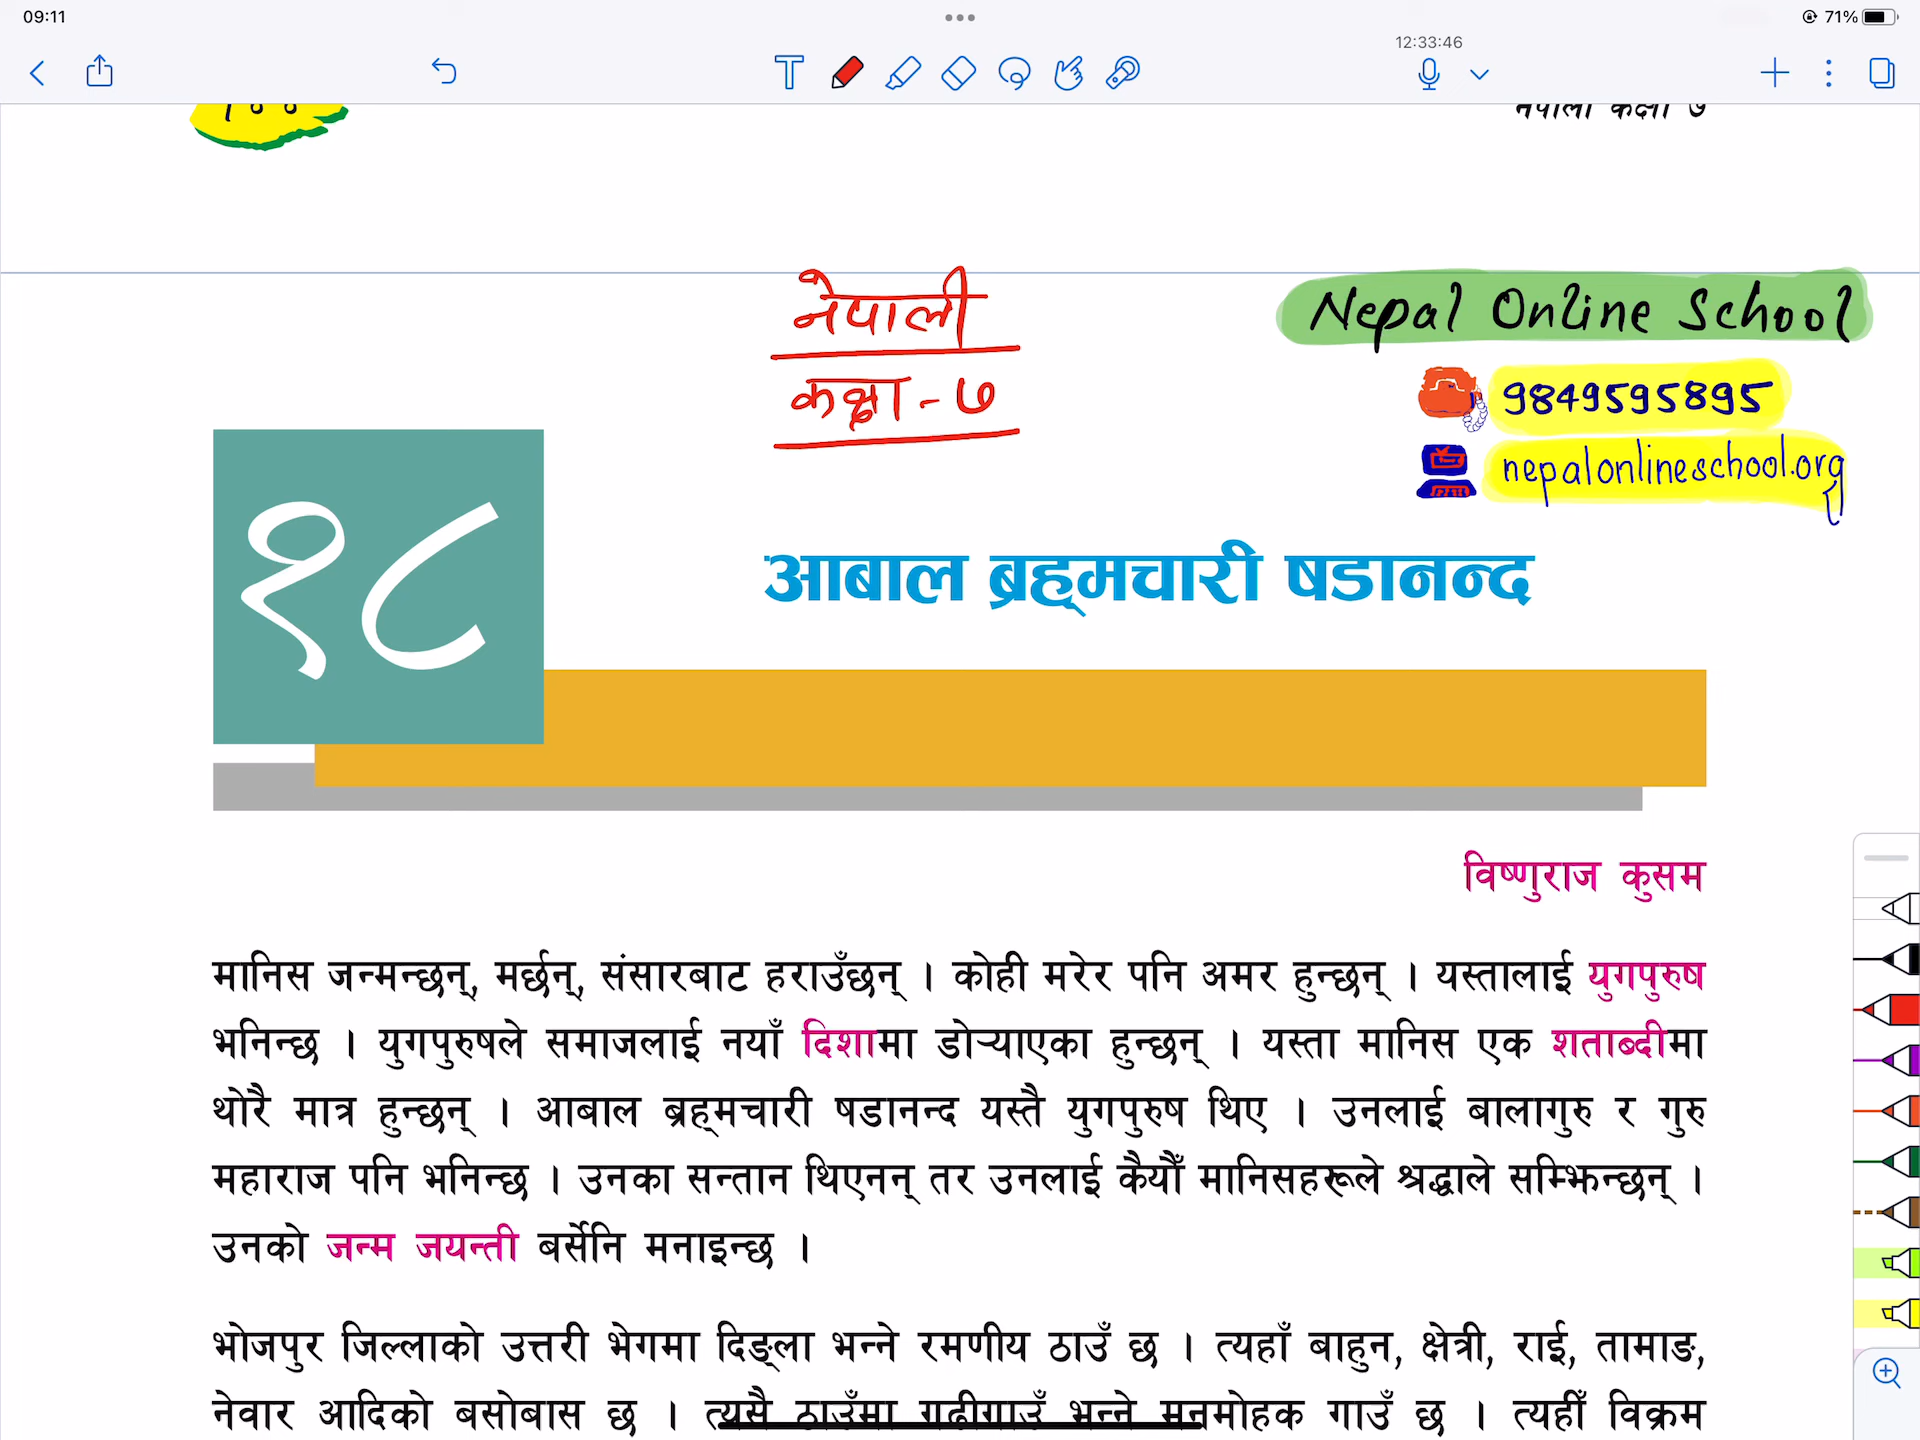 09:11
71%
12:33:46
१००
नेपाली कक्षा ७
नेपाली
कक्षा - ७
Nepal Online School
9849595895
nepalonlineschool.org
१८
आबाल ब्रह्मचारी षडानन्द
विष्णुराज कुसम
मानिस जन्मन्छन्, मर्छन्, संसारबाट हराउँछन् । कोही मरेर पनि अमर हुन्छन् । यस्तालाई युगपुरुष
भनिन्छ । युगपुरुषले समाजलाई नयाँ दिशामा डोऱ्याएका हुन्छन् । यस्ता मानिस एक शताब्दीमा
थोरै मात्र हुन्छन् । आबाल ब्रह्मचारी षडानन्द यस्तै युगपुरुष थिए । उनलाई बालागुरु र गुरु
महाराज पनि भनिन्छ । उनका सन्तान थिएनन् तर उनलाई कैयौँ मानिसहरूले श्रद्धाले सम्झिन्छन् ।
उनको जन्म जयन्ती बर्सेनि मनाइन्छ ।
भोजपुर जिल्लाको उत्तरी भेगमा दिङ्ला भन्ने रमणीय ठाउँ छ । त्यहाँ बाहुन, क्षेत्री, राई, तामाङ,
नेवार आदिको बसोबास छ । त्यसै ठाउँमा गढीगाउँ भन्ने मनमोहक गाउँ छ । त्यहीँ विक्रम